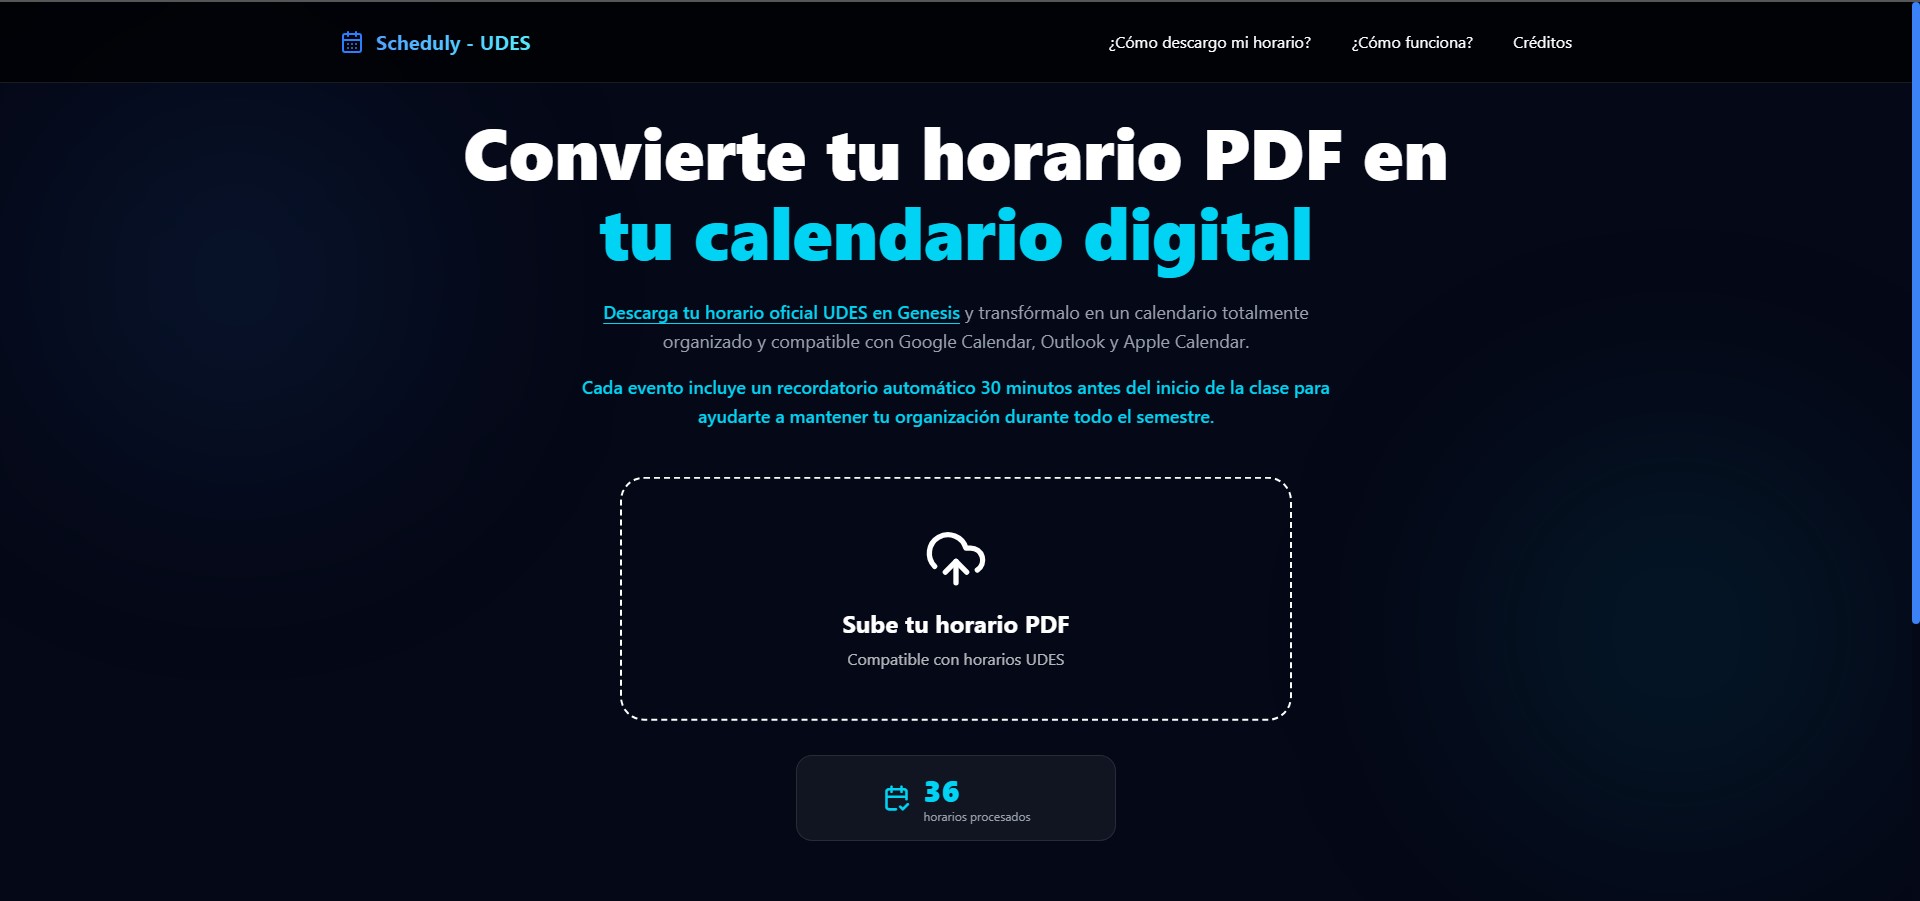 Scheduly - UDES
¿Cómo descargo mi horario?
¿Cómo funciona?
Créditos
Convierte tu horario PDF en
tu calendario digital
Descarga tu horario oficial UDES en Genesis y transfórmalo en un calendario totalmente
organizado y compatible con Google Calendar, Outlook y Apple Calendar.
Cada evento incluye un recordatorio automático 30 minutos antes del inicio de la clase para
ayudarte a mantener tu organización durante todo el semestre.
Sube tu horario PDF
Compatible con horarios UDES
36
horarios procesados